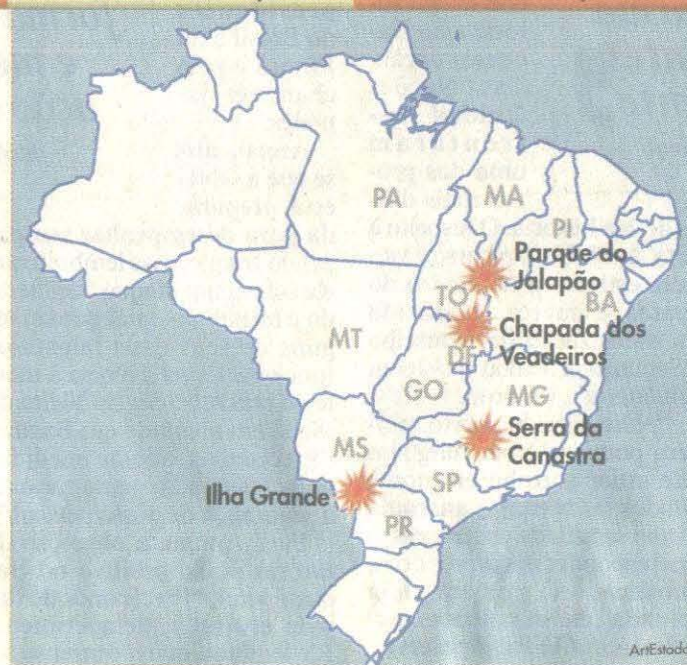 PA
MA
PI
Parque do
Jalapão
TO
BA
Chapada dos
Veadeiros
MT
DF
GO
MG
Serra da
Canastra
MS
SP
Ilha Grande
PR
ArtEstado